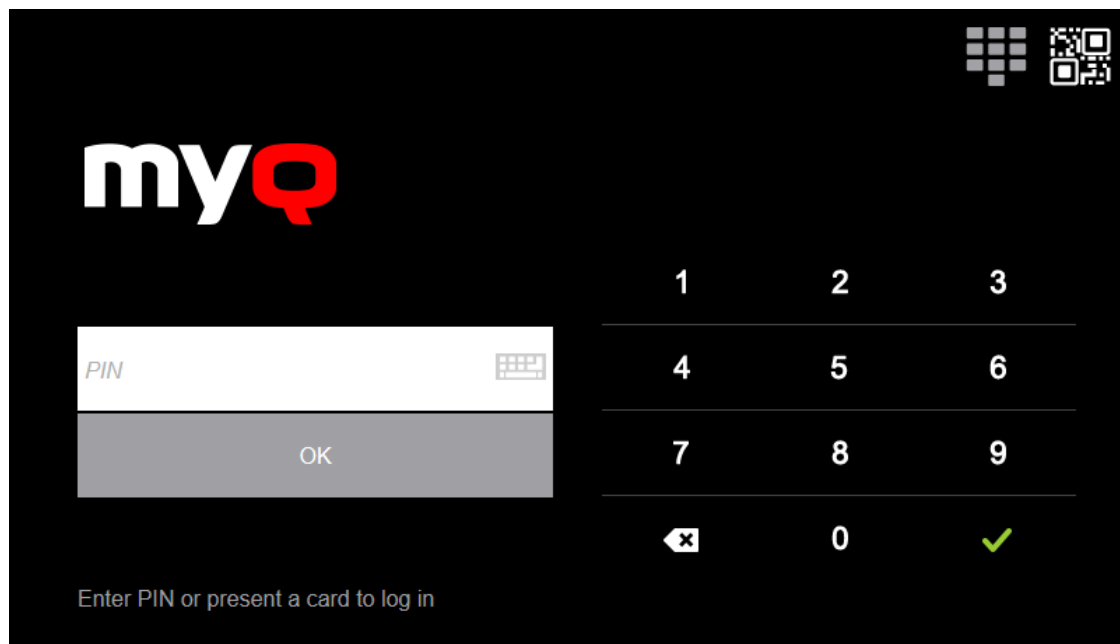 myQ
PIN
OK
1 2 3
4 5 6
7 8 9
0
Enter PIN or present a card to log in